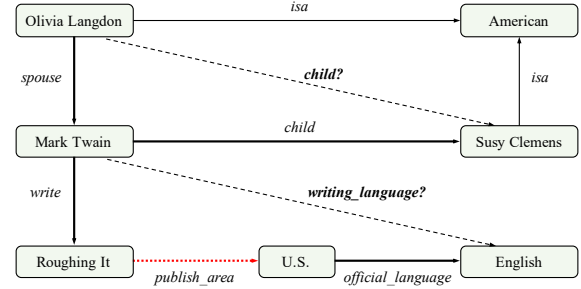 isa
Olivia Langdon
American
spouse
child?
isa
Mark Twain
child
Susy Clemens
write
writing_language?
Roughing It
U.S.
English
publish_area
official_language